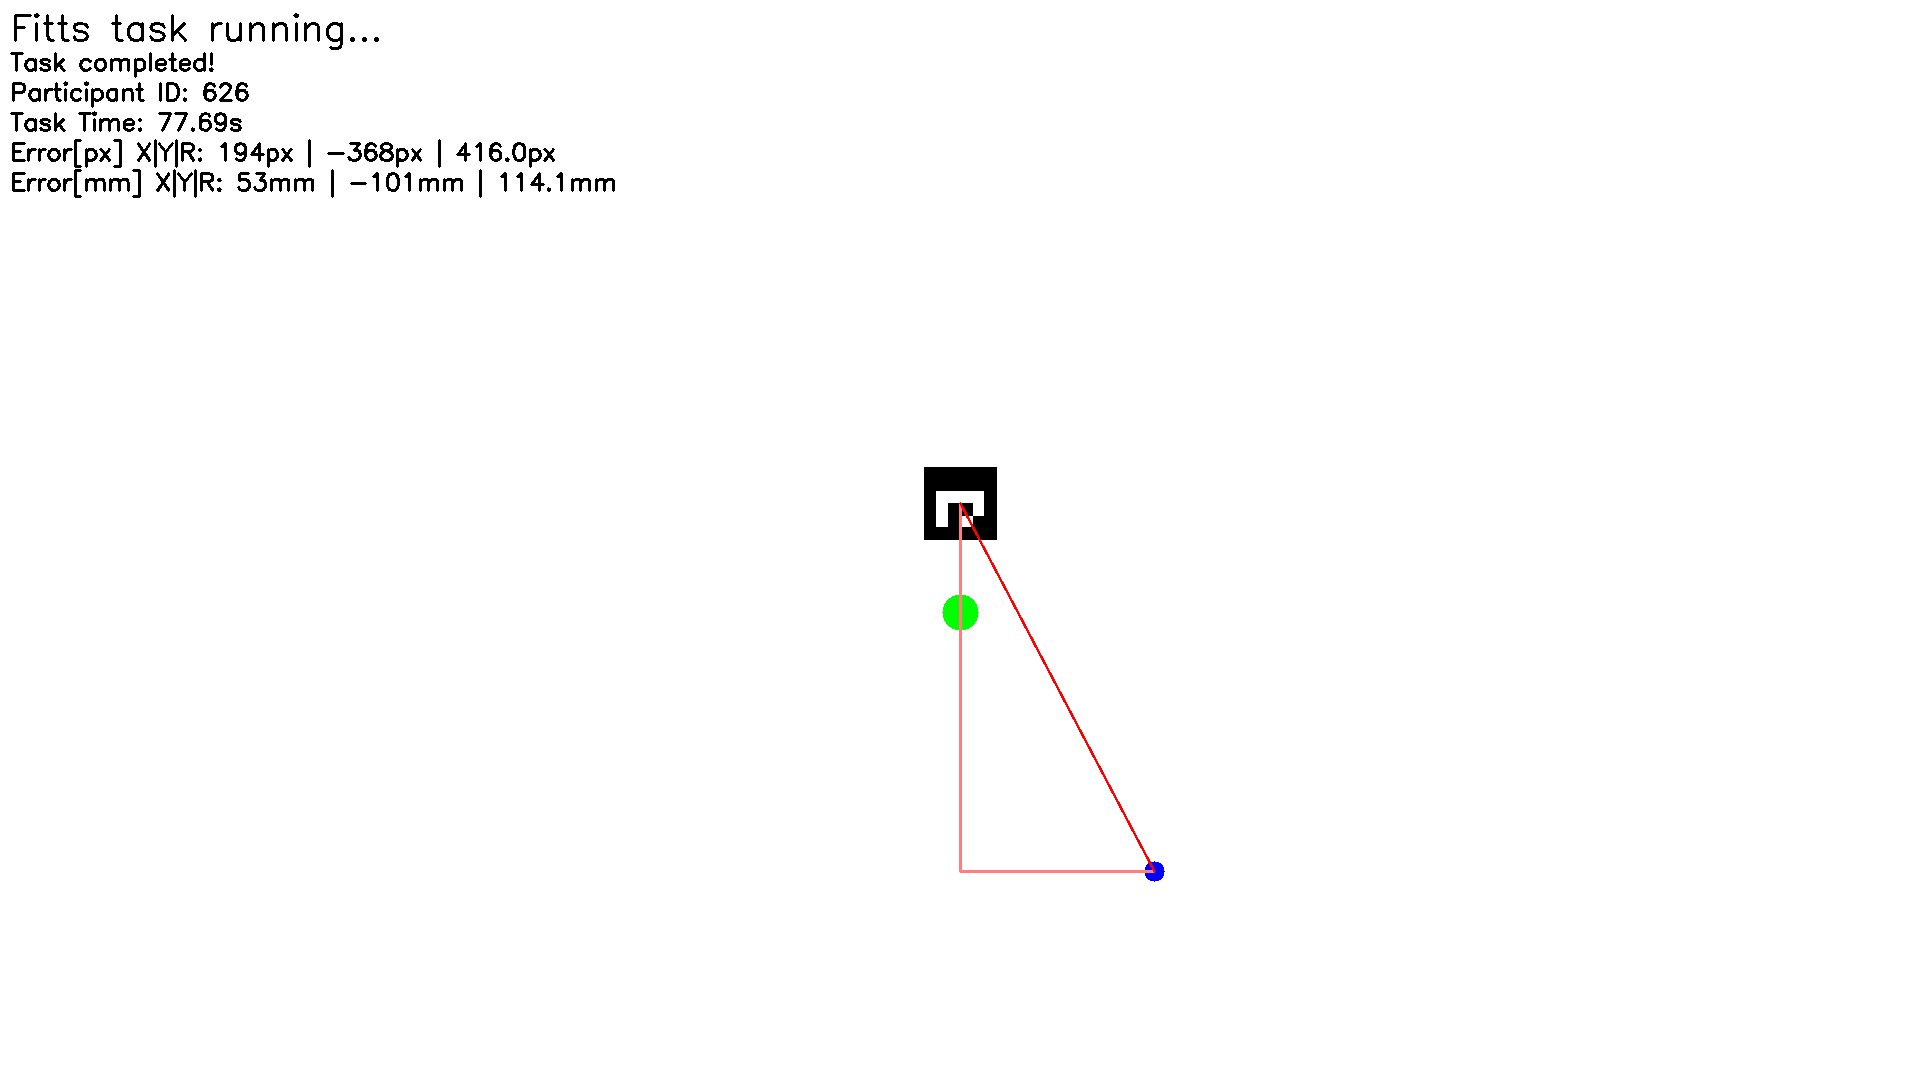 Fitts task running...
Task completed!
Participant ID: 626
Task Time: 77.69s
Error[px] X|Y|R: 194px | -368px | 416.0px
Error[mm] X|Y|R: 53mm | -101mm | 114.1mm